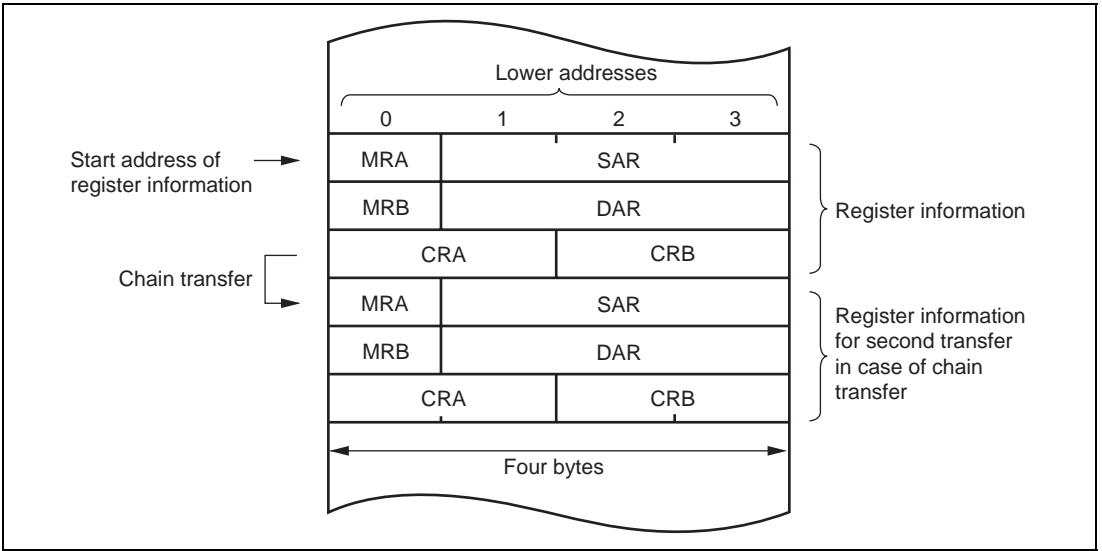 Lower addresses
0 1 2 3
Start address of
register information
MRA SAR
MRB DAR
Register information
CRA CRB
Chain transfer
MRA SAR
Register information
for second transfer
in case of chain
transfer
MRB DAR
CRA CRB
Four bytes